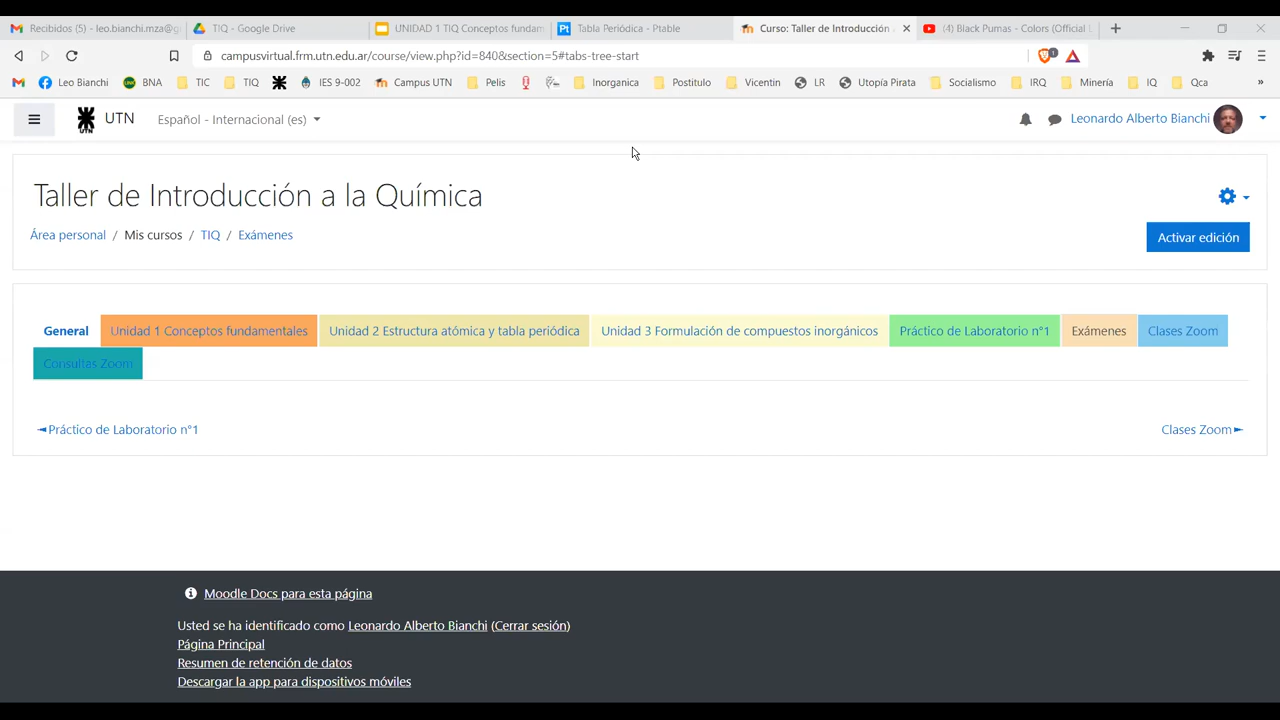 Recibidos (6) - leo.bianchi.mza@g
TIQ - Google Drive
UNIDAD 1 TIQ Conceptos fundam
Tabla Periódica - Ptable
Curso: Taller de Introducción
(4) Black Pumas - Colors (Official L
campusvirtual.frm.utn.edu.ar/course/view.php?id=840&section=5#tabs-tree-start
Leo Bianchi BNA TIC TIQ IES 9-002 Campus UTN Pelis Inorganica Postitulo Vicentin LR Utopía Pirata Socialismo IRQ Minería IQ Qca »
UTN Español - Internacional (es)
Leonardo Alberto Bianchi
Taller de Introducción a la Química
Área personal / Mis cursos / TIQ / Exámenes
Activar edición
General Unidad 1 Conceptos fundamentales Unidad 2 Estructura atómica y tabla periódica Unidad 3 Formulación de compuestos inorgánicos Práctico de Laboratorio n°1 Exámenes Clases Zoom
Consultas Zoom
◄Práctico de Laboratorio n°1 Clases Zoom►
Moodle Docs para esta página
Usted se ha identificado como Leonardo Alberto Bianchi (Cerrar sesión)
Página Principal
Resumen de retención de datos
Descargar la app para dispositivos móviles